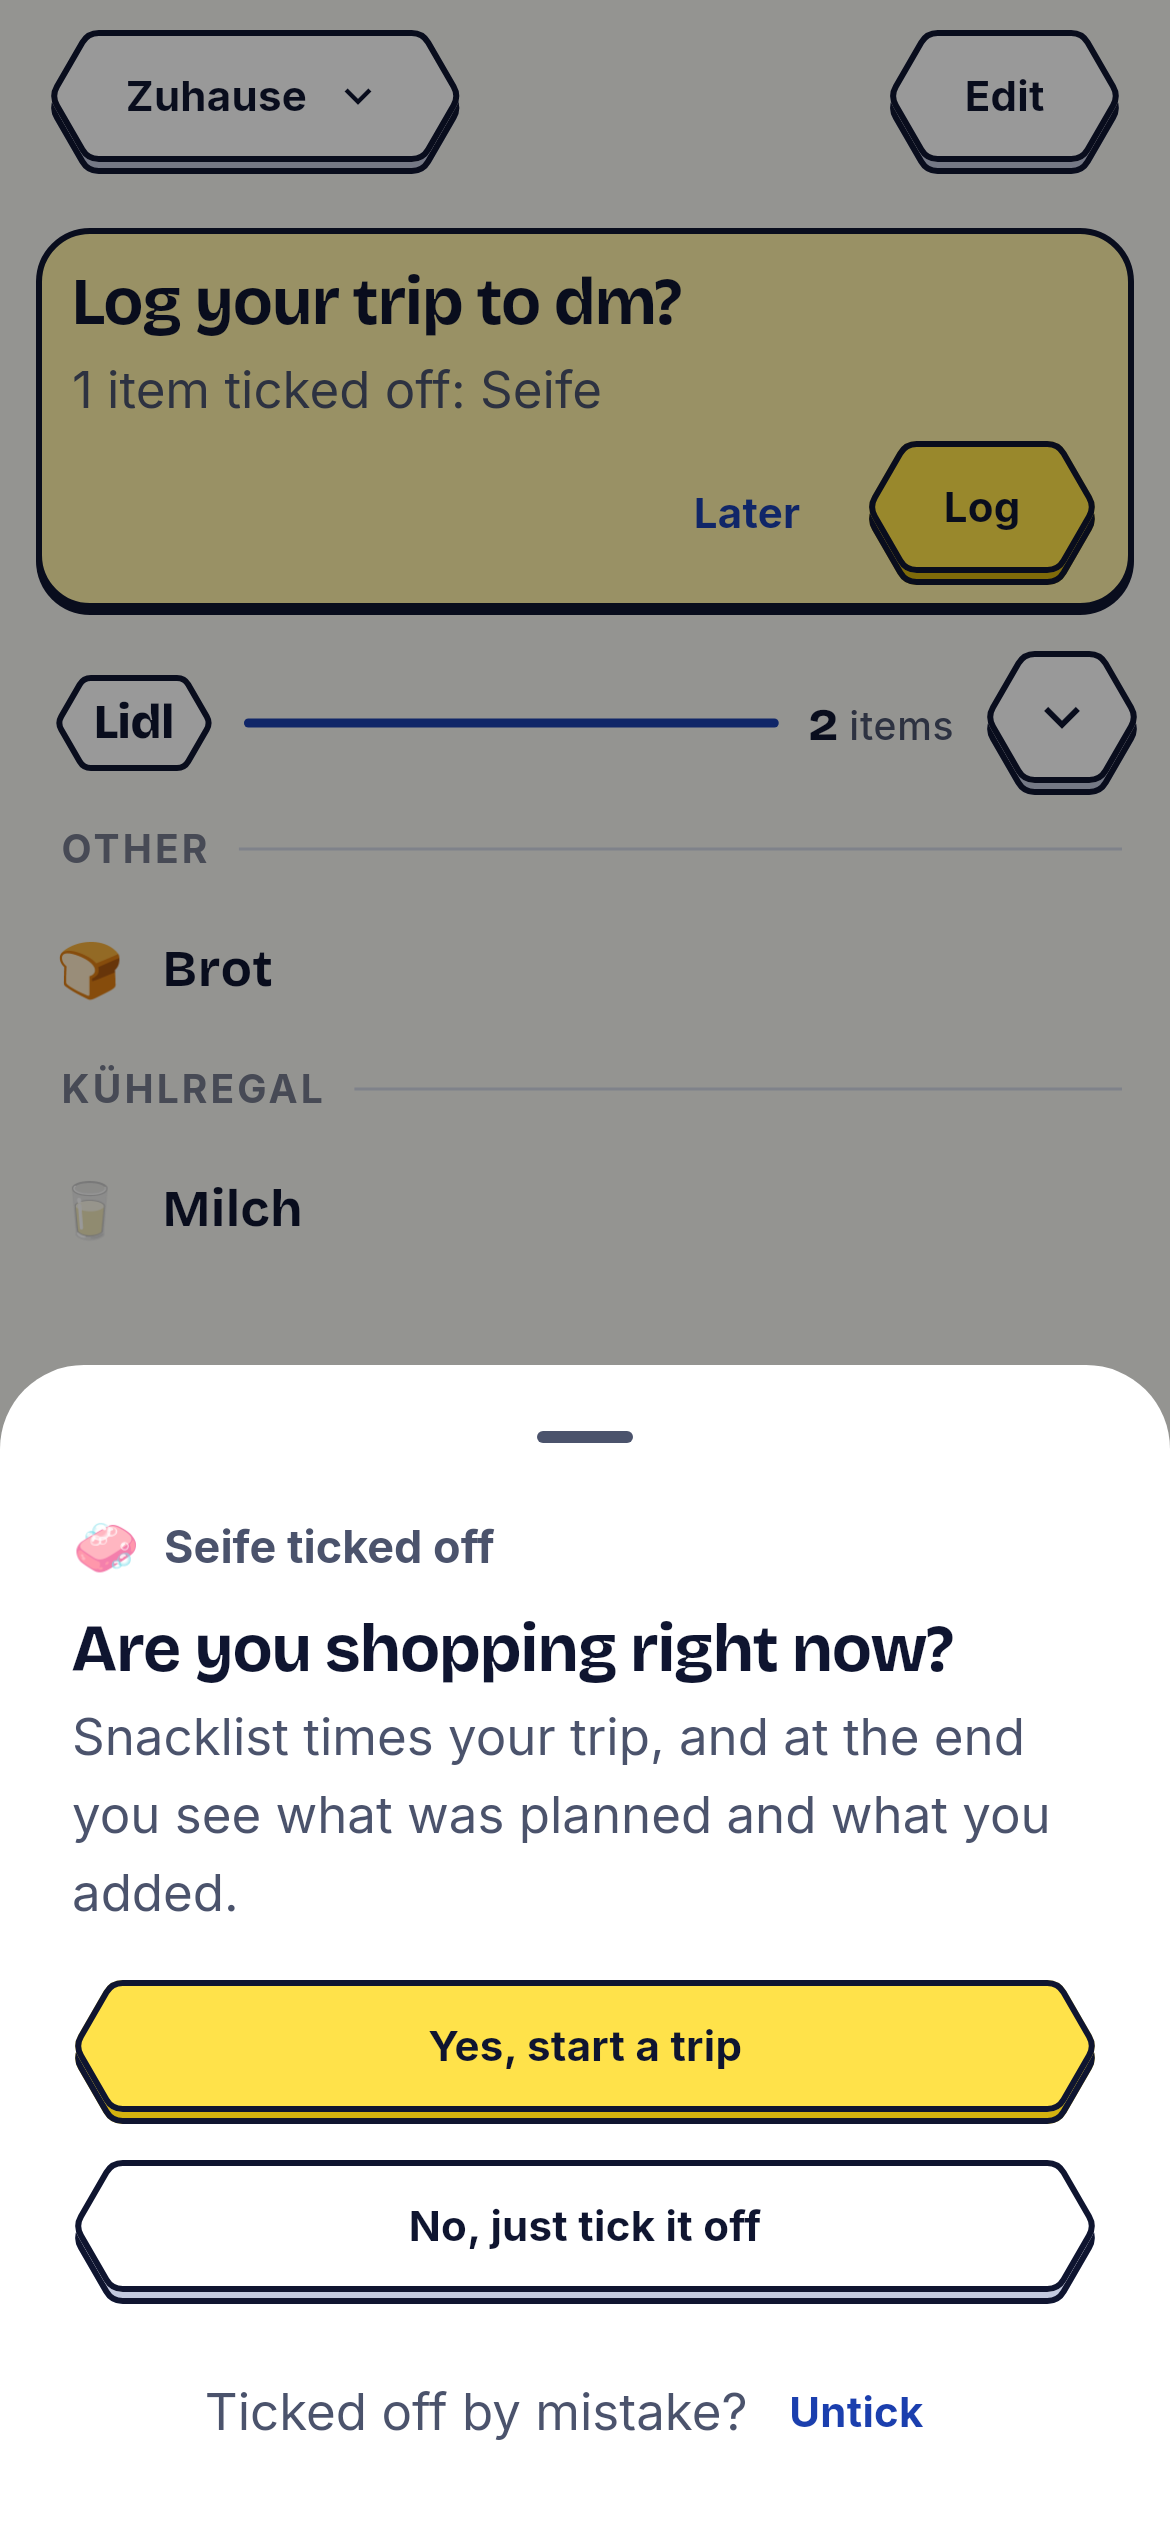 Zuhause
Edit
Log your trip to dm?
1 item ticked off: Seife
Later
Log
Lidl
2 items
OTHER
Brot
KÜHLREGAL
Milch
Seife ticked off
Are you shopping right now?
Snacklist times your trip, and at the end
you see what was planned and what you
added.
Yes, start a trip
No, just tick it off
Ticked off by mistake? Untick